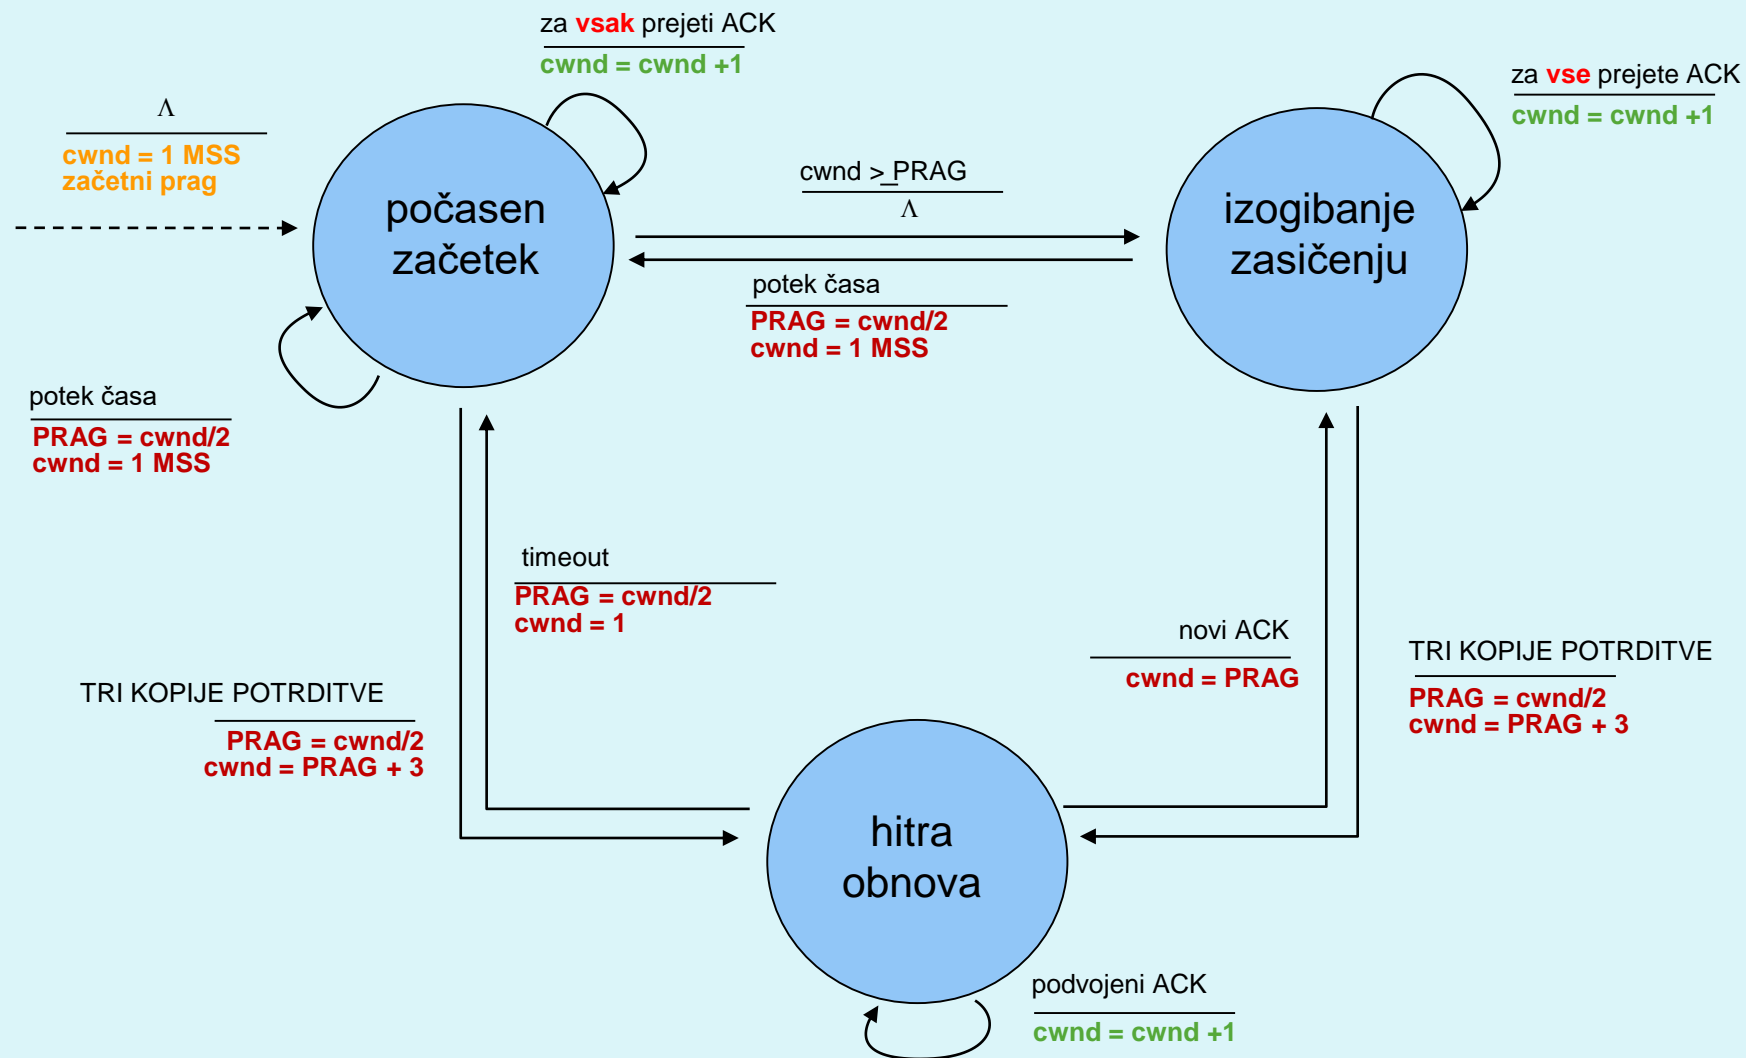 za vsak prejeti ACK
cwnd = cwnd +1
za vse prejete ACK
cwnd = cwnd +1
Λ
cwnd = 1 MSS
začetni prag
počasen
začetek
cwnd > PRAG
Λ
izogibanje
zasičenju
potek časa
PRAG = cwnd/2
cwnd = 1 MSS
potek časa
PRAG = cwnd/2
cwnd = 1 MSS
timeout
PRAG = cwnd/2
cwnd = 1
novi ACK
cwnd = PRAG
TRI KOPIJE POTRDITVE
PRAG = cwnd/2
cwnd = PRAG + 3
TRI KOPIJE POTRDITVE
PRAG = cwnd/2
cwnd = PRAG + 3
hitra
obnova
podvojeni ACK
cwnd = cwnd +1